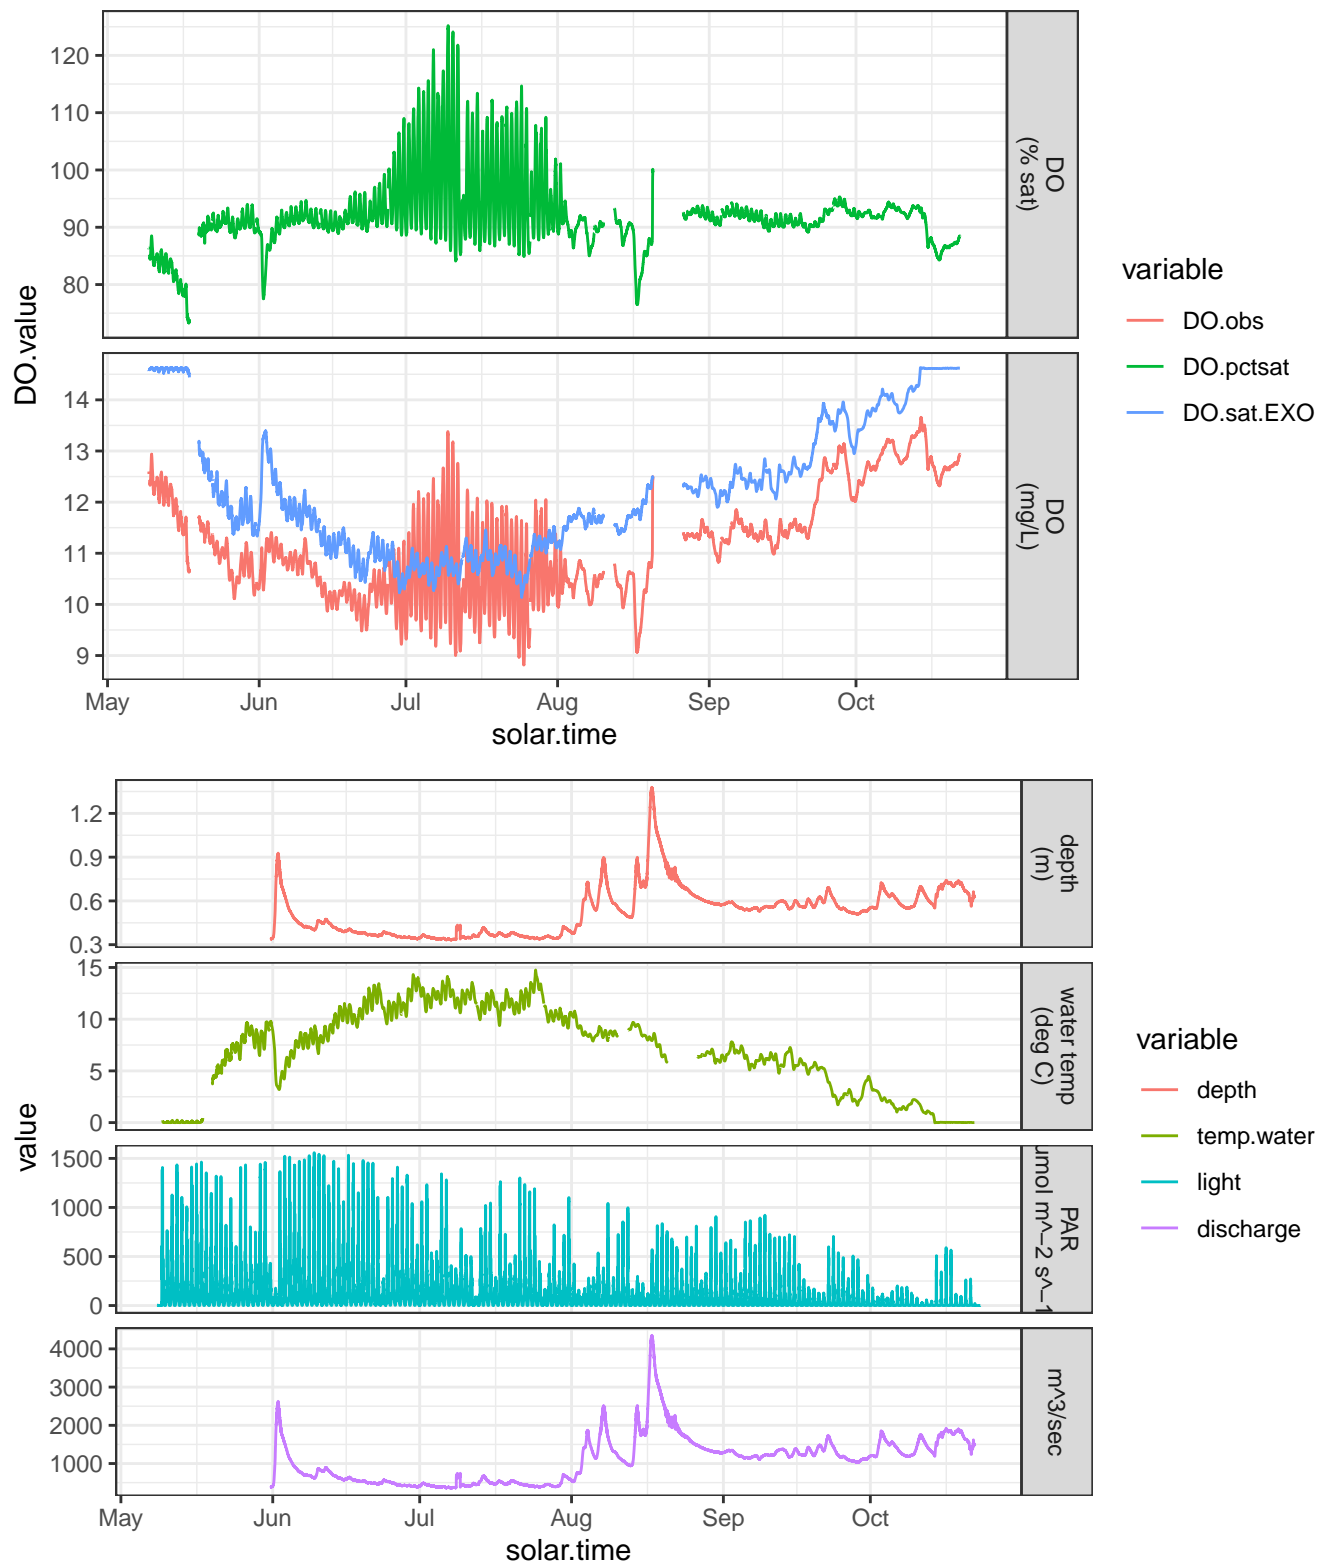 120
110
100
90
80
DO
(% sat)
DO.value
14
13
12
11
10
9
DO
(mg/L)
May
Jun
Jul
Aug
Sep
Oct
solar.time
variable
DO.obs
DO.pctsat
DO.sat.EXO
1.2
0.9
0.6
0.3
depth
(m)
15
10
5
0
water temp
(deg C)
value
1500
1000
500
0
PAR
umol m^-2 s^-1
4000
3000
2000
1000
m^3/sec
May
Jun
Jul
Aug
Sep
Oct
solar.time
variable
depth
temp.water
light
discharge